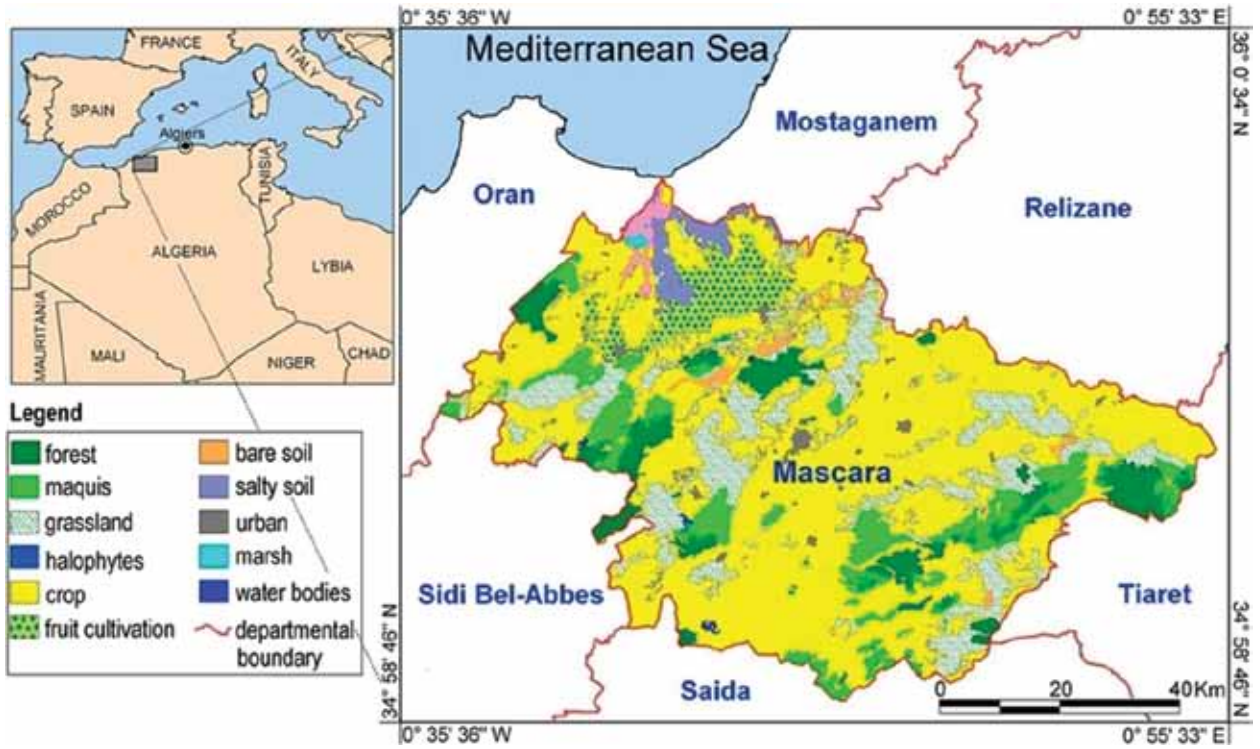 FRANCE
ITALY
SPAIN
Algiers
TUNISIA
MOROCCO
ALGERIA
LYBIA
MAURITANIA
MALI
NIGER
CHAD
Legend
forest
maquis
grassland
halophytes
crop
fruit cultivation
bare soil
salty soil
urban
marsh
water bodies
departmental
boundary
0° 35' 36" W
0° 55' 33" E
36° 0' 34" N
Mediterranean Sea
Mostaganem
Oran
Relizane
Mascara
Sidi Bel-Abbes
Tiaret
Saida
34° 58' 46" N
34° 58' 46" N
0 20 40Km
0° 35' 36" W
0° 55' 33" E